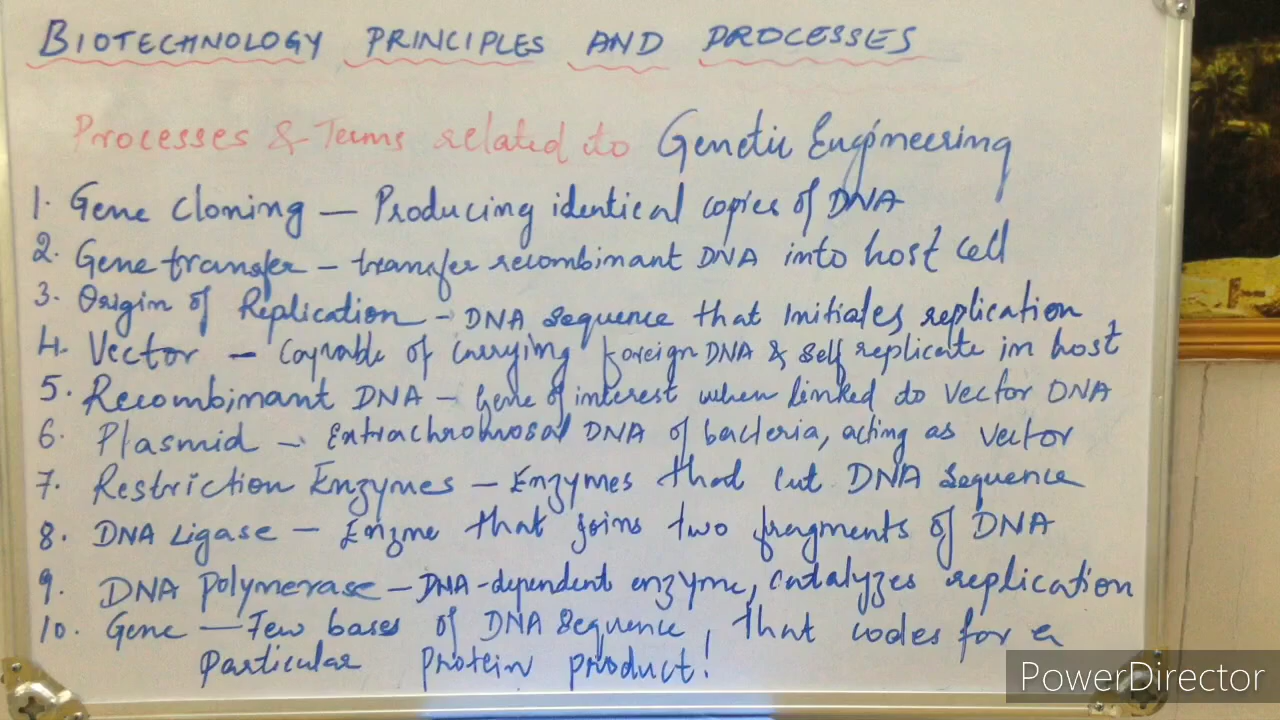 BIOTECHNOLOGY PRINCIPLES AND PROCESSES
Processes & Terms related to Genetic Engineering
1. Gene Cloning — Producing identical copies of DNA
2. Gene transfer — transfer recombinant DNA into host cell
3. Origin of Replication — DNA sequence that initiates replication
4. Vector — Capable of carrying foreign DNA & self replicate in host
5. Recombinant DNA — Gene of interest when linked to vector DNA
6. Plasmid — Extrachromosal DNA of bacteria, acting as vector
7. Restriction Enzymes — Enzymes that cut DNA sequence
8. DNA Ligase — Enzme that joins two fragments of DNA
9. DNA polymerase — DNA-dependent enzyme, catalyzes replication
10. Gene — Few bases of DNA sequence, that codes for a
particular protein product!
PowerDirector